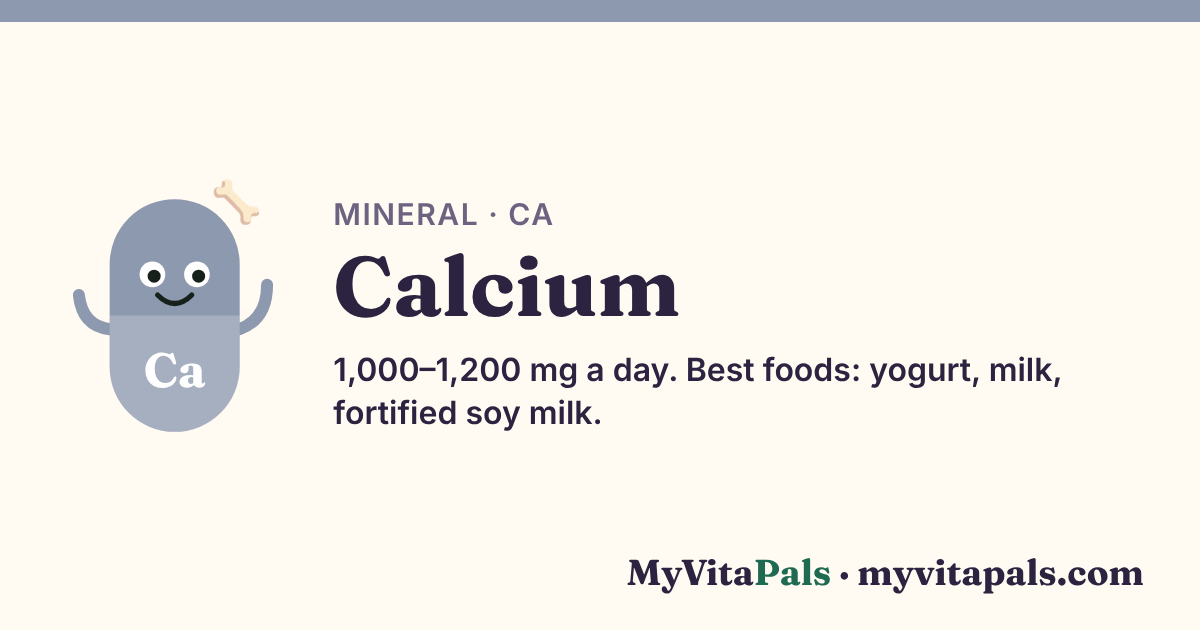 MINERAL · CA
Calcium
Ca
1,000–1,200 mg a day. Best foods: yogurt, milk,
fortified soy milk.
MyVitaPals · myvitapals.com